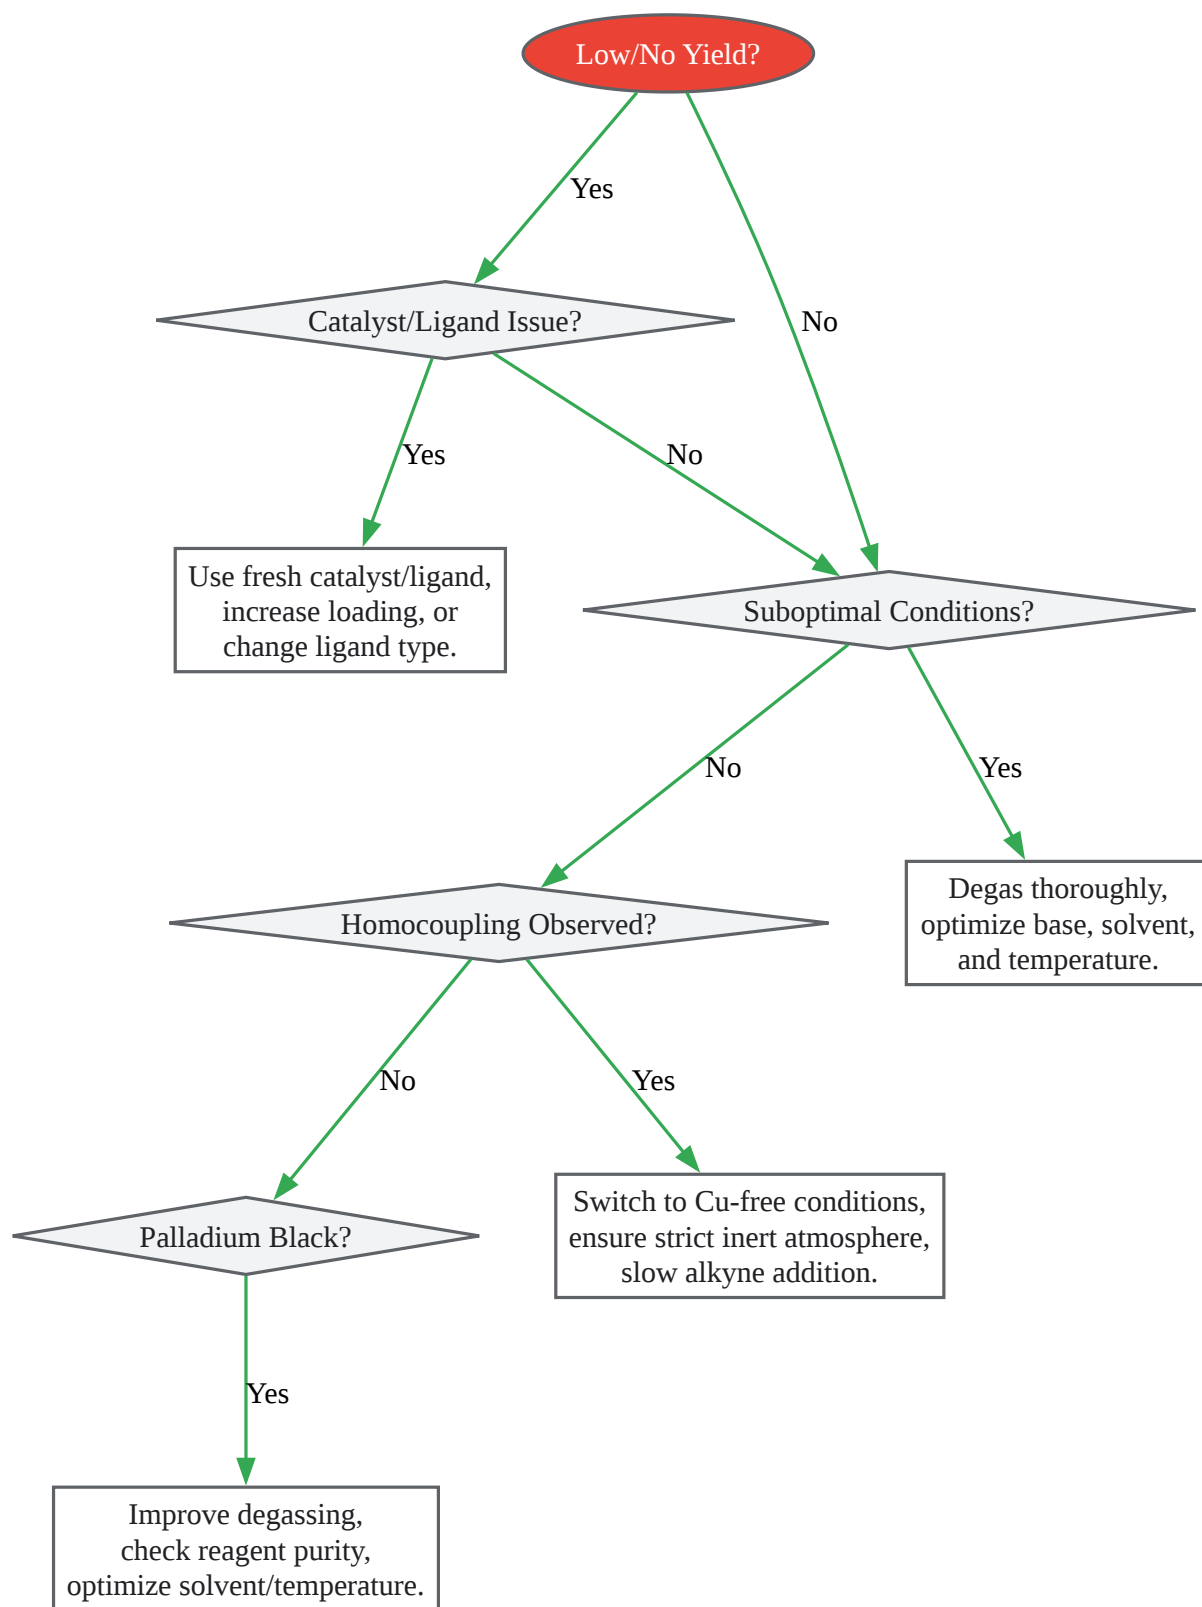 Low/No Yield?
Yes
Catalyst/Ligand Issue?
No
Yes
No
Use fresh catalyst/ligand,
increase loading, or
change ligand type.
Suboptimal Conditions?
No
Yes
Degas thoroughly,
optimize base, solvent,
and temperature.
Homocoupling Observed?
No
Yes
Switch to Cu-free conditions,
ensure strict inert atmosphere,
slow alkyne addition.
Palladium Black?
Yes
Improve degassing,
check reagent purity,
optimize solvent/temperature.